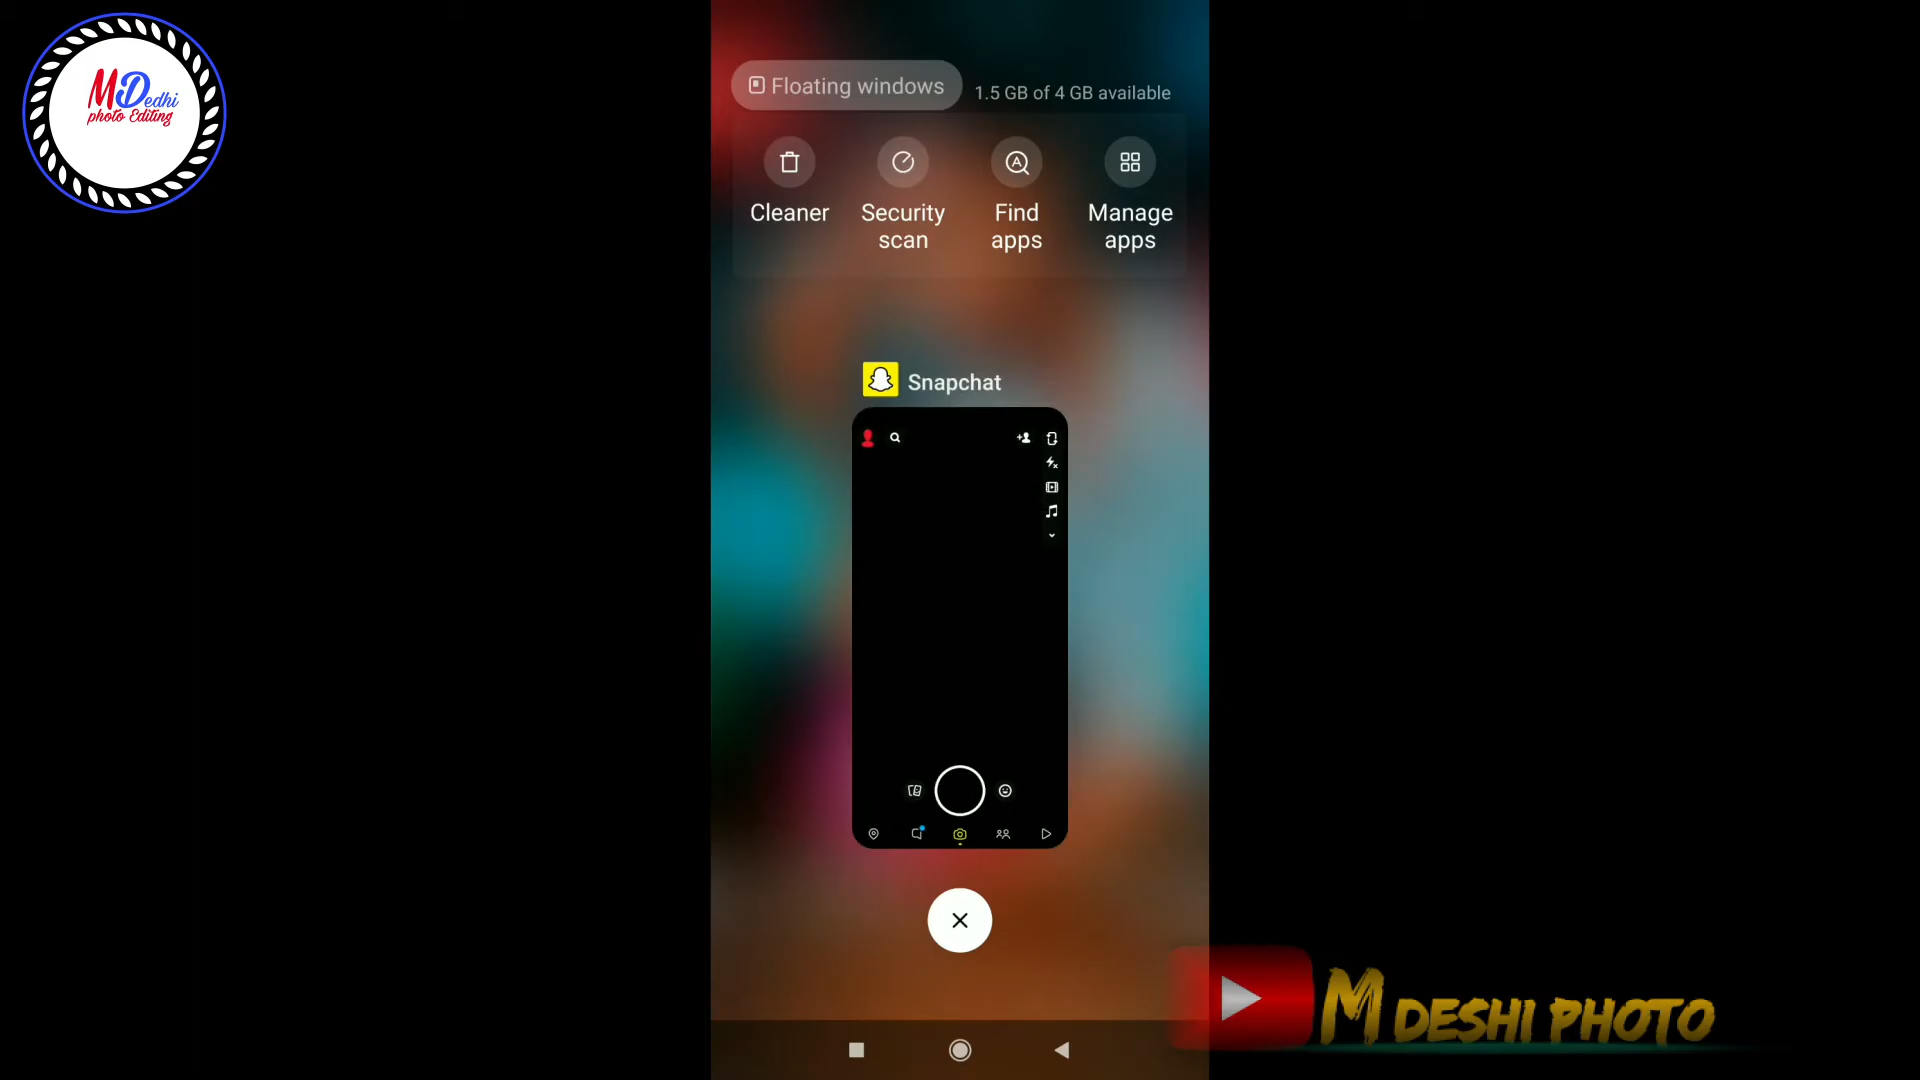 MDedhi
photo Editing
Floating windows
1.5 GB of 4 GB available
Cleaner
Security
scan
Find
apps
Manage
apps
Snapchat
M DESHI PHOTO